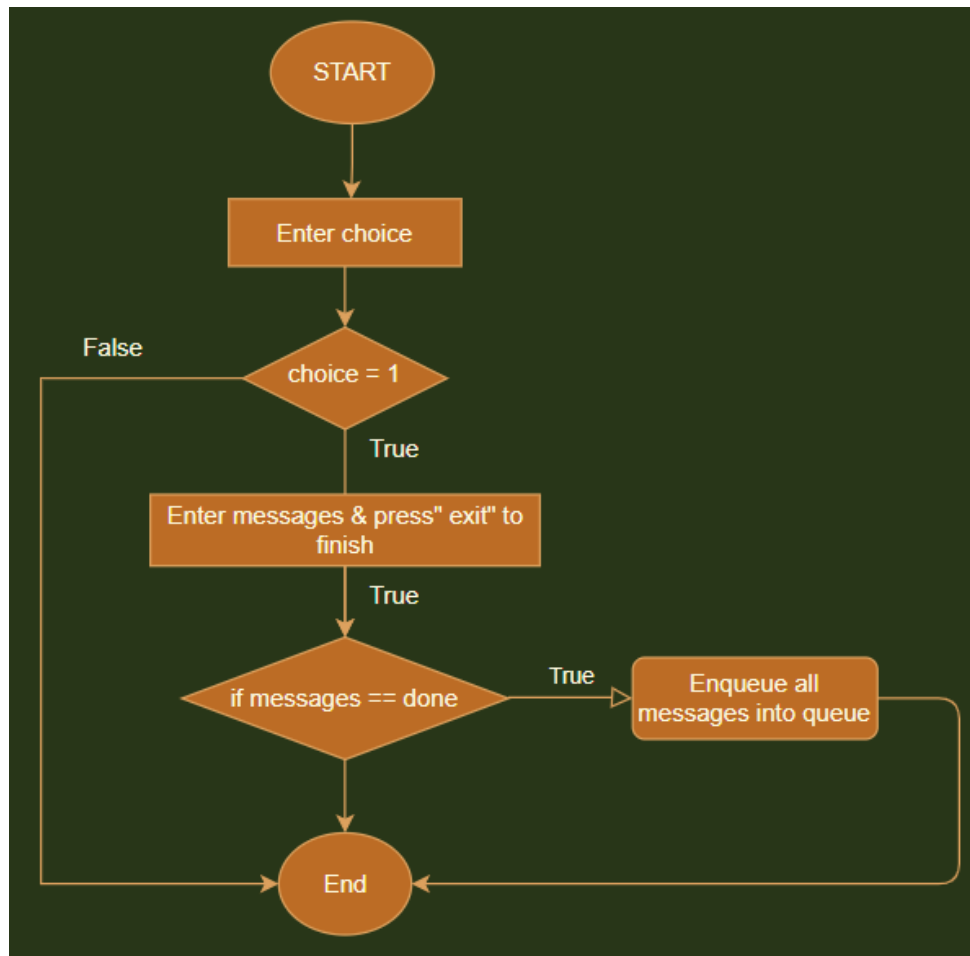 START
Enter choice
False
choice = 1
True
Enter messages & press" exit" to
finish
True
if messages == done
True
Enqueue all
messages into queue
End